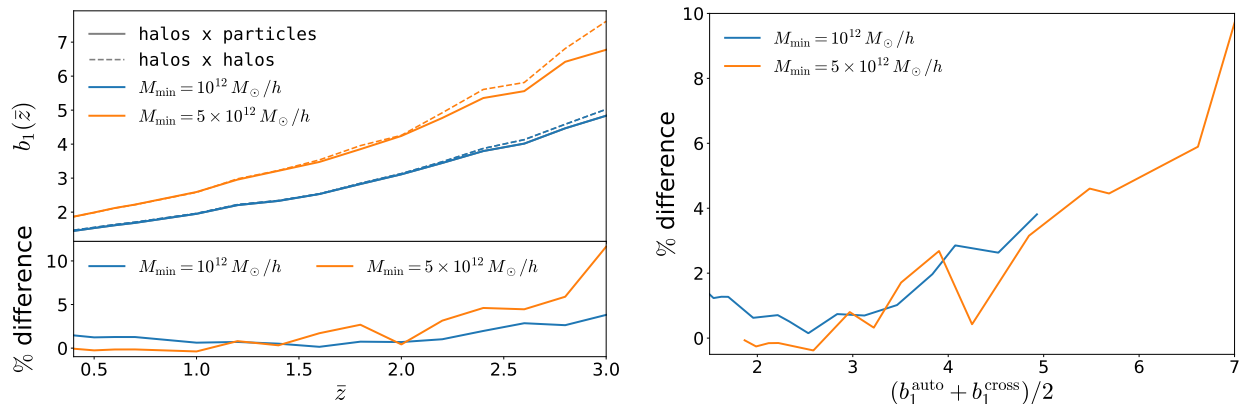 halos x particles
halos x halos
M_min = 10^12 M_⊙/h
M_min = 5 × 10^12 M_⊙/h
b_1(z̄)
7
6
5
4
3
2
M_min = 10^12 M_⊙/h
M_min = 5 × 10^12 M_⊙/h
% difference
10
5
0
0.5
1.0
1.5
2.0
2.5
3.0
z̄
M_min = 10^12 M_⊙/h
M_min = 5 × 10^12 M_⊙/h
% difference
10
8
6
4
2
0
2
3
4
5
6
7
(b_1^auto + b_1^cross)/2